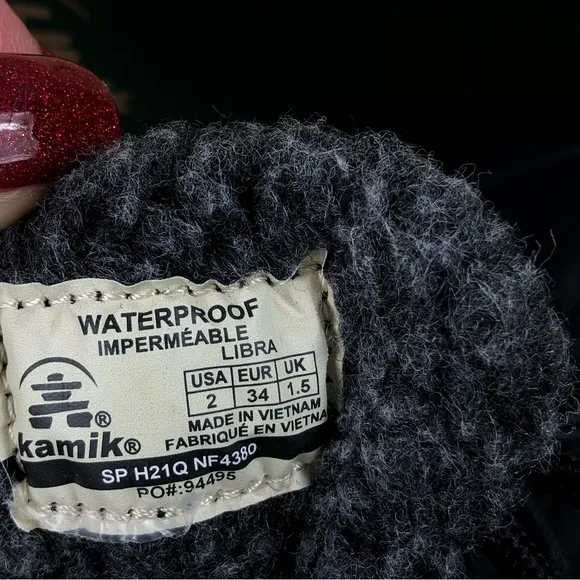 WATERPROOF
IMPERMÉABLE
LIBRA
USA EUR UK
2 34 1.5
MADE IN VIETNAM
FABRIQUÉ EN VIETNA
kamik®
SP H21Q NF4380
PO#:94495